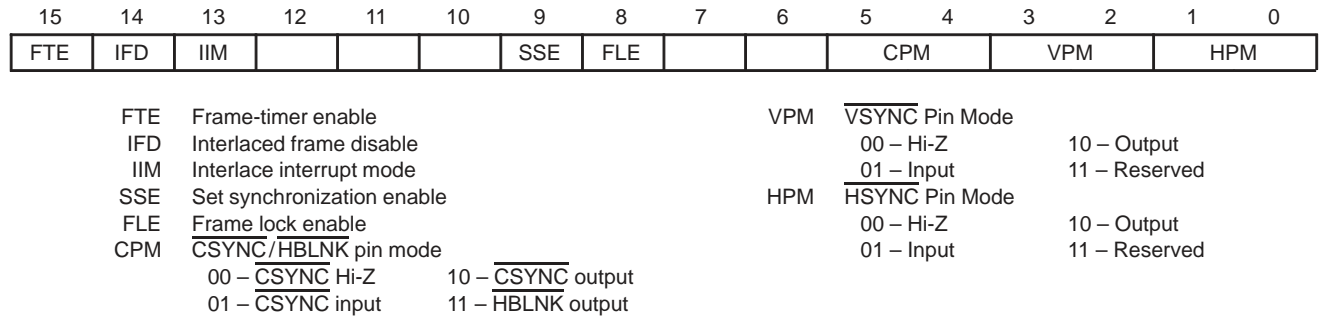 15 14 13 12 11 10 9 8 7 6 5 4 3 2 1 0
FTE IFD IIM SSE FLE CPM VPM HPM
FTE Frame-timer enable
IFD Interlaced frame disable
IIM Interlace interrupt mode
SSE Set synchronization enable
FLE Frame lock enable
CPM CSYNC/HBLNK pin mode
00 – CSYNC Hi-Z 10 – CSYNC output
01 – CSYNC input 11 – HBLNK output
VPM VSYNC Pin Mode
00 – Hi-Z 10 – Output
01 – Input 11 – Reserved
HPM HSYNC Pin Mode
00 – Hi-Z 10 – Output
01 – Input 11 – Reserved